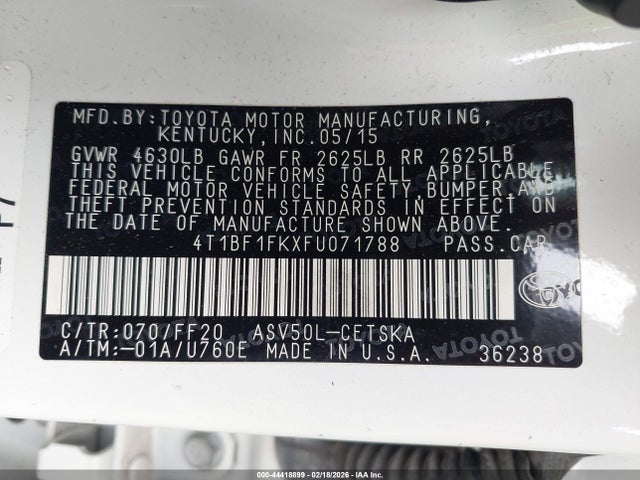 MFD.BY:TOYOTA MOTOR MANUFACTURING,
KENTUCKY,INC.05/15
GVWR 4630LB GAWR FR 2625LB RR 2625LB
THIS VEHICLE CONFORMS TO ALL APPLICABLE
FEDERAL MOTOR VEHICLE SAFETY, BUMPER AND
THEFT PREVENTION STANDARDS IN EFFECT ON
THE DATE OF MANUFACTURE SHOWN ABOVE.
4T1BF1FKXFU071788 PASS.CAR
C/TR:070/FF20 ASV50L-CETSKA
A/TM:-01A/U760E MADE IN U.S.A. 36238
TOYOTA
000-44418899 | 02/18/2026 - IAA Inc.